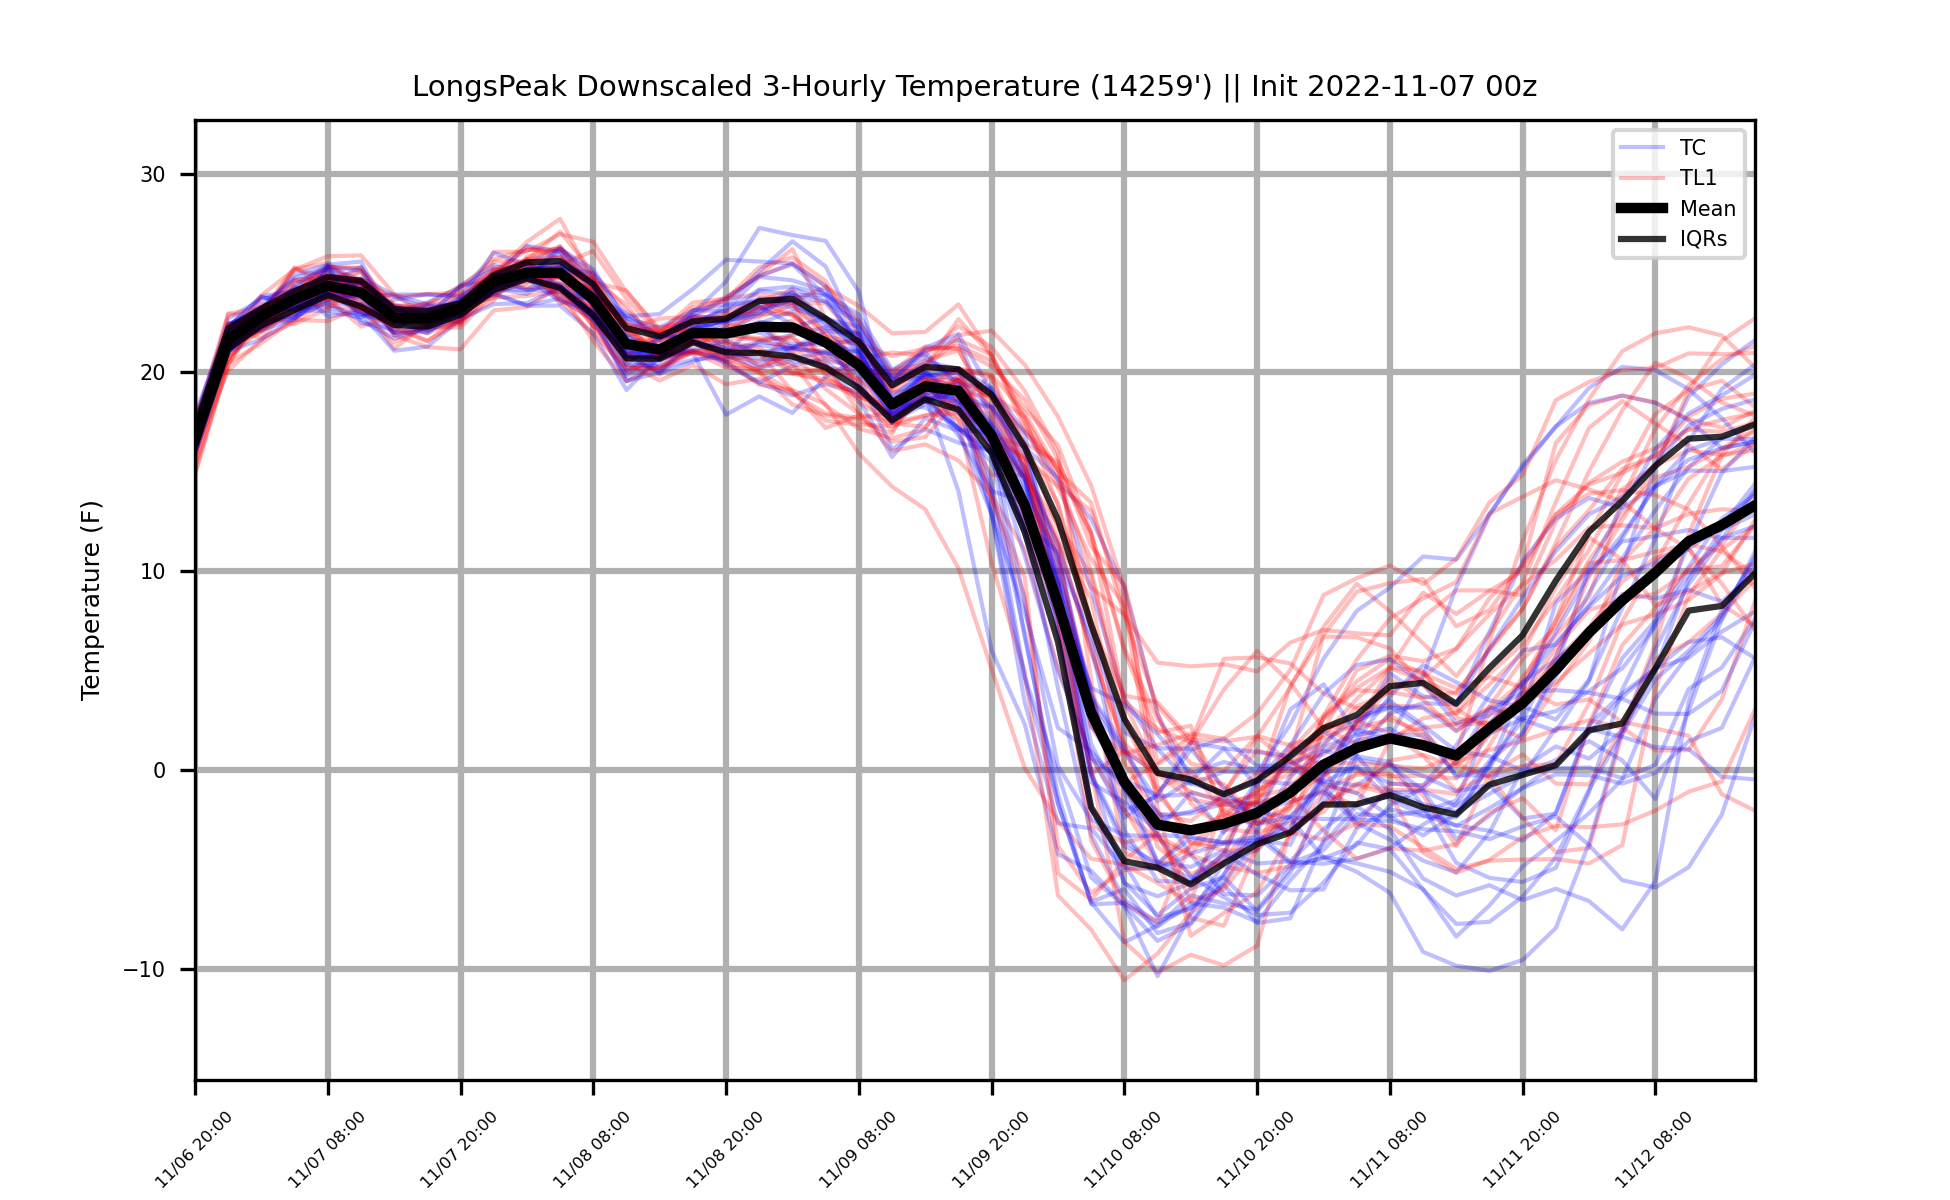 LongsPeak Downscaled 3-Hourly Temperature (14259') || Init 2022-11-07 00z
TC
TL1
Mean
IQRs
Temperature (F)
30
20
10
0
−10
11/06 20:00
11/07 08:00
11/07 20:00
11/08 08:00
11/08 20:00
11/09 08:00
11/09 20:00
11/10 08:00
11/10 20:00
11/11 08:00
11/11 20:00
11/12 08:00